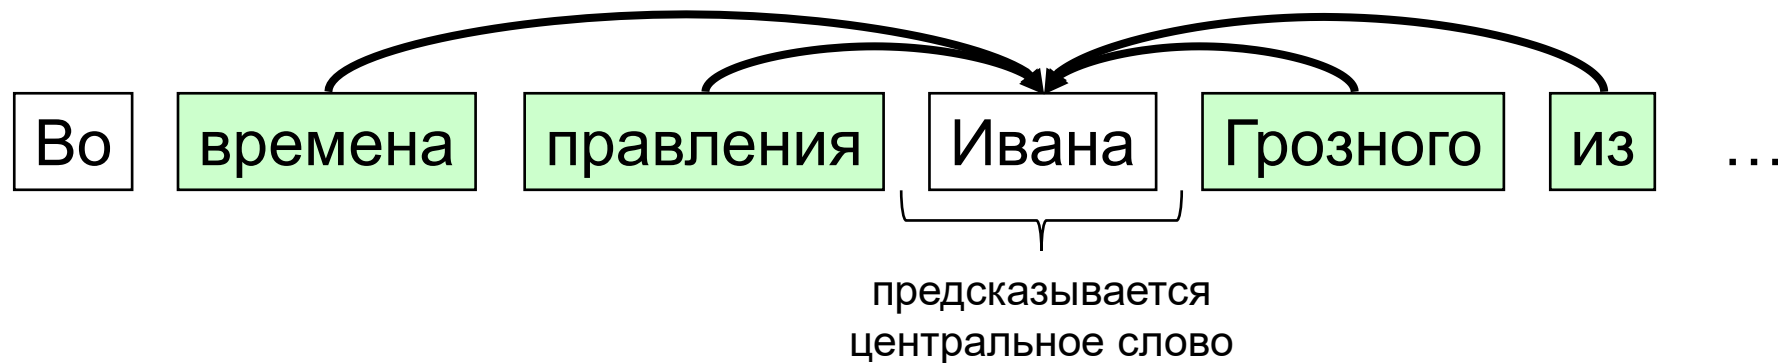 Во времена правления Ивана Грозного из …
предсказывается
центральное слово